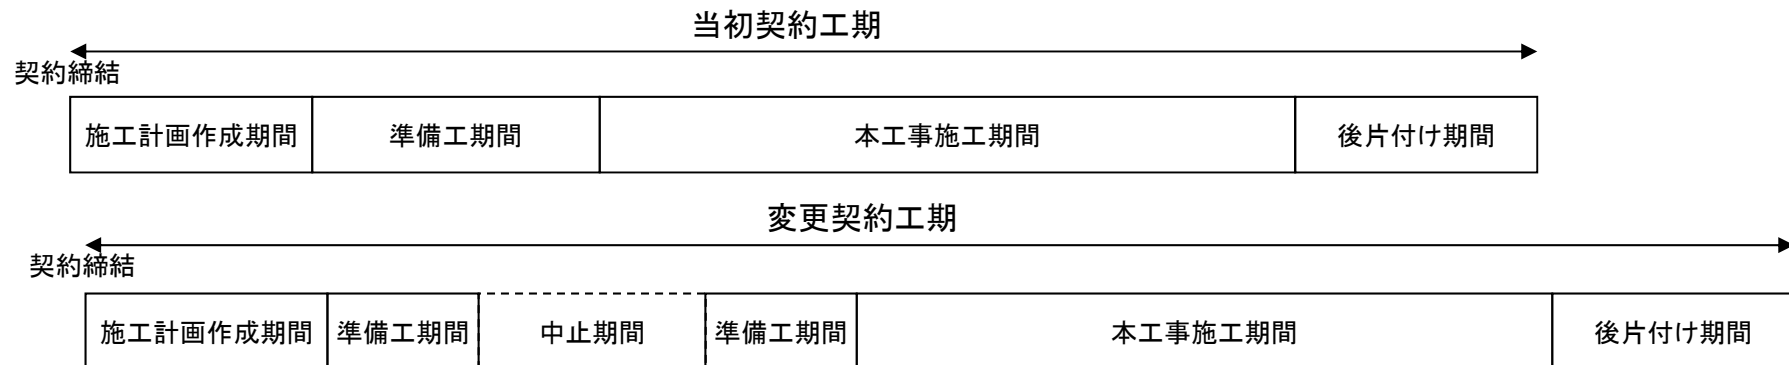 当初契約工期
契約締結
施工計画作成期間 準備工期間 本工事施工期間 後片付け期間
変更契約工期
契約締結
施工計画作成期間 準備工期間 中止期間 準備工期間 本工事施工期間 後片付け期間